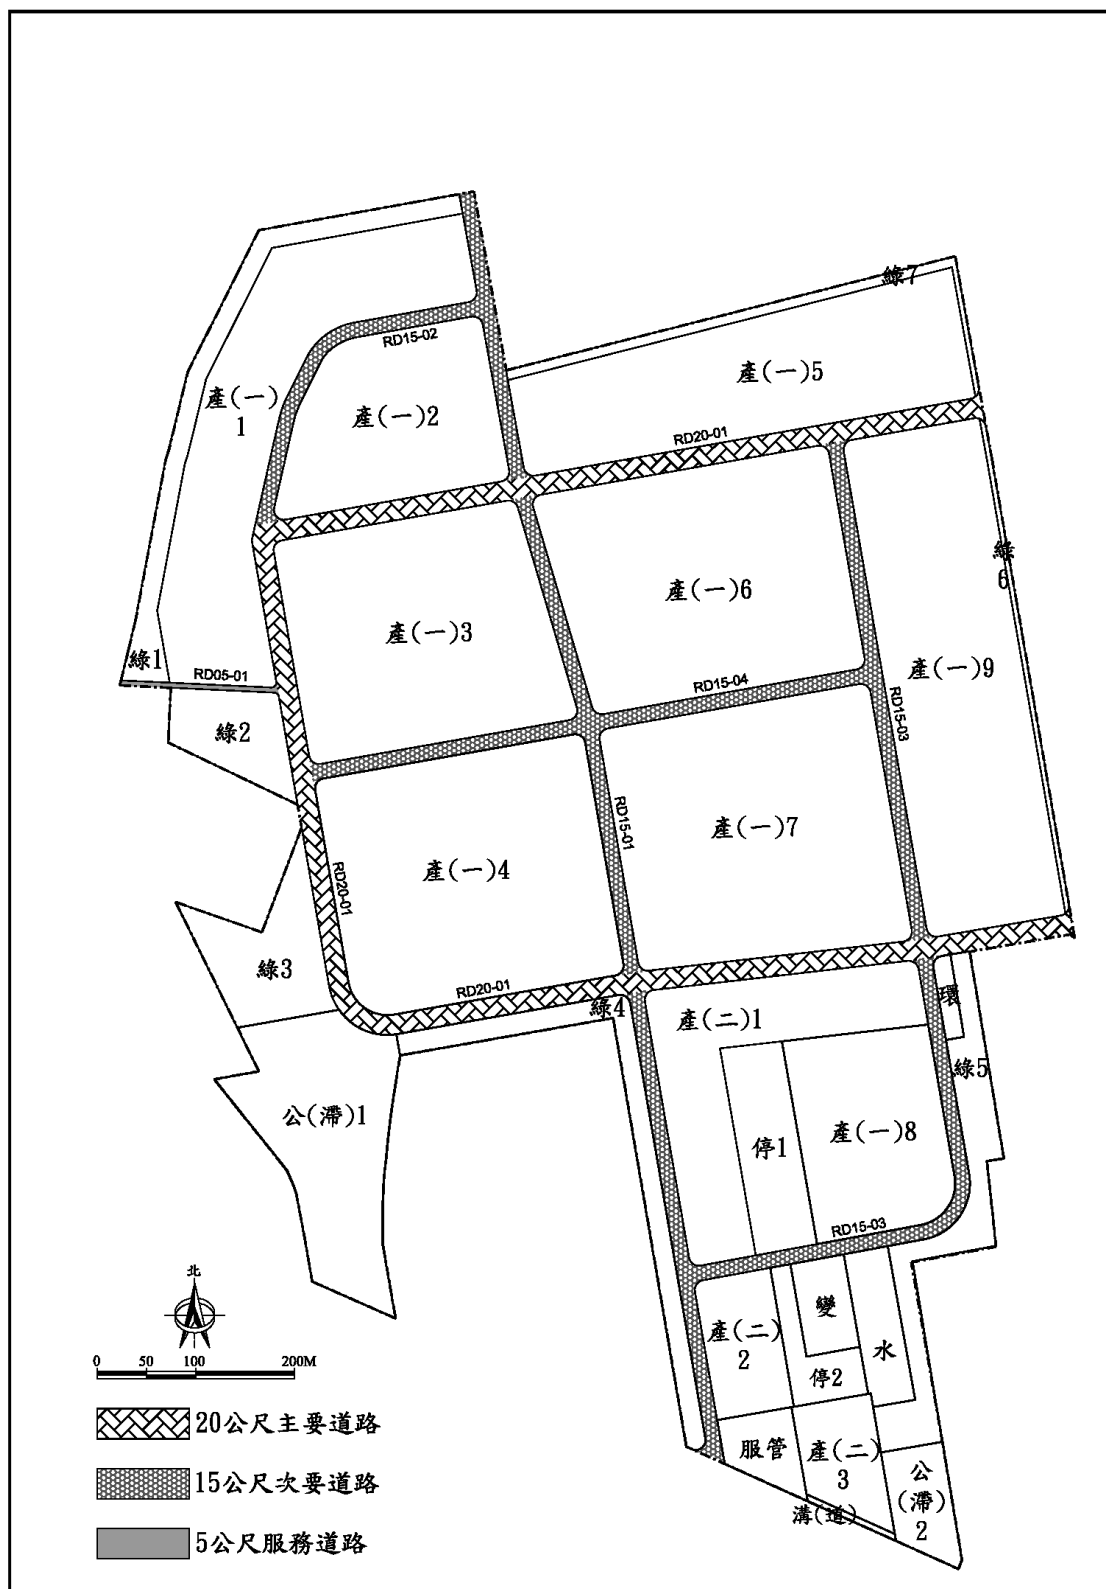 綠7
RD15-02
產(一)5
產(一)
1
產(一)2
RD20-01
綠
6
產(一)6
產(一)3
綠1
RD05-01
RD15-04
產(一)9
RD15-03
綠2
RD15-01
產(一)7
產(一)4
RD20-01
綠3
RD20-01
綠4
環
產(二)1
綠5
公(滯)1
停1
產(一)8
RD15-03
北
變
產(二)
2
水
0 50 100 200M
停2
20公尺主要道路
服管
產(二)
3
公
(滯)
2
15公尺次要道路
溝(道)
5公尺服務道路